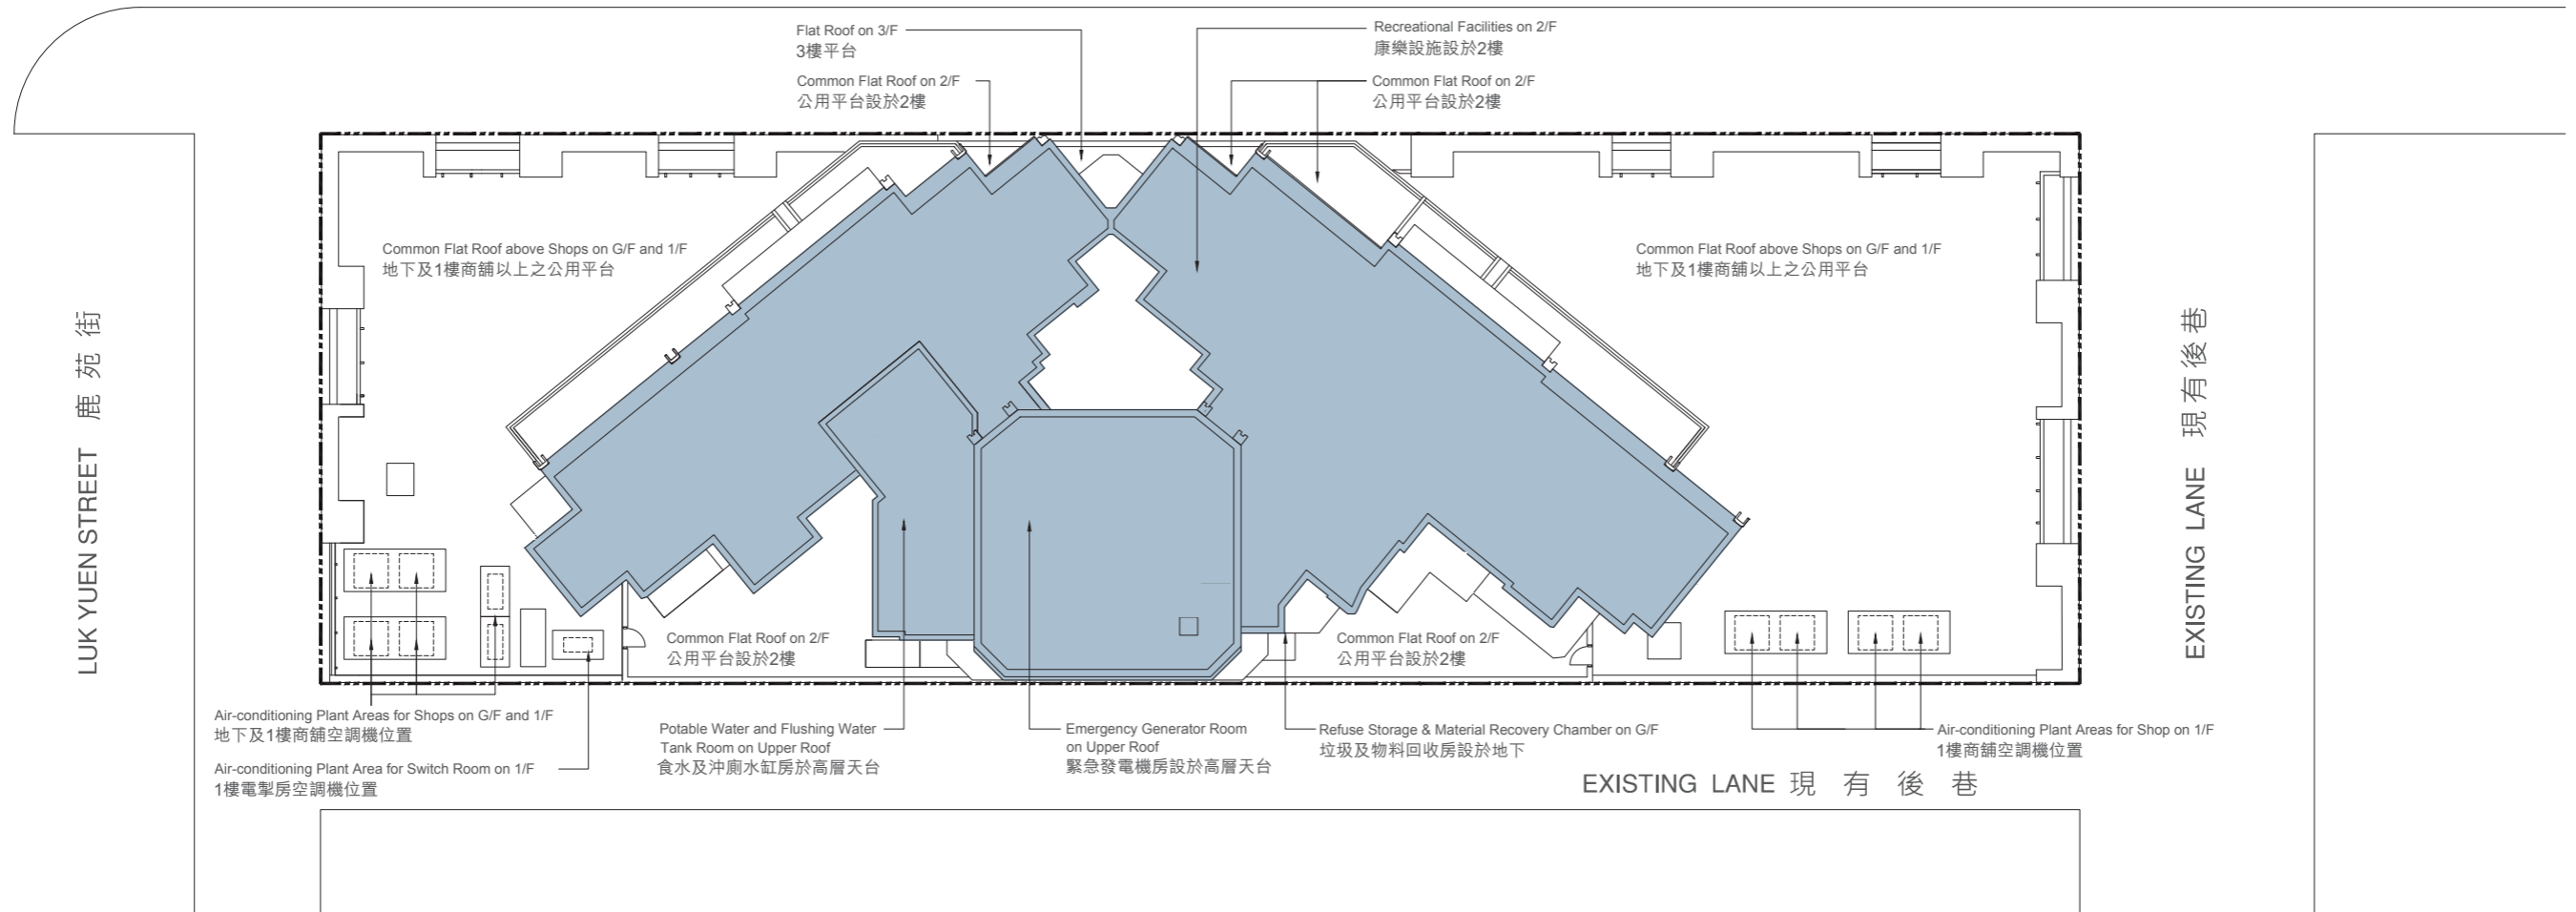 Flat Roof on 3/F
3樓平台
Common Flat Roof on 2/F
公用平台設於2樓
Recreational Facilities on 2/F
康樂設施設於2樓
Common Flat Roof on 2/F
公用平台設於2樓
Common Flat Roof above Shops on G/F and 1/F
地下及1樓商舖以上之公用平台
Common Flat Roof above Shops on G/F and 1/F
地下及1樓商舖以上之公用平台
LUK YUEN STREET 鹿苑街
EXISTING LANE 現有後巷
Common Flat Roof on 2/F
公用平台設於2樓
Common Flat Roof on 2/F
公用平台設於2樓
Air-conditioning Plant Areas for Shops on G/F and 1/F
地下及1樓商舖空調機位置
Air-conditioning Plant Area for Switch Room on 1/F
1樓電掣房空調機位置
Potable Water and Flushing Water
Tank Room on Upper Roof
食水及沖廁水缸房於高層天台
Emergency Generator Room
on Upper Roof
緊急發電機房設於高層天台
Refuse Storage & Material Recovery Chamber on G/F
垃圾及物料回收房設於地下
Air-conditioning Plant Areas for Shop on 1/F
1樓商舖空調機位置
EXISTING LANE 現有後巷